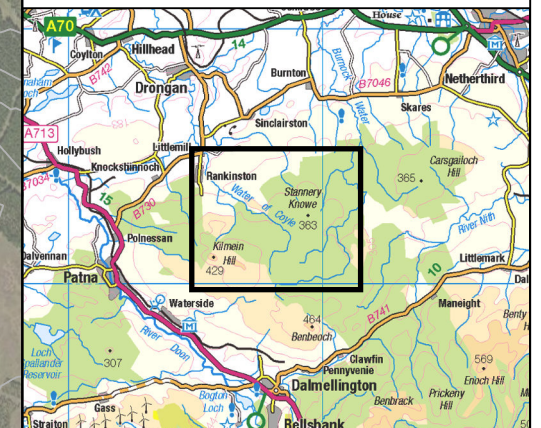 House
A70
Coylton
Hillhead
14
Burnock
Water
B742
Drongan
Burnton
B7046
Netherthird
Skares
A713
Sinclairston
Hollybush
Littlemill
Knockshinnoch
Carsgailoch
Hill
365
B7034
Rankinston
Water of Coyle
Stannery
Knowe
363
15
B730
River Nith
Polnessan
Kilmein
Hill
429
Dalvennan
Littlemark
Patna
10
Waterside
B741
Maneight
464
Benbeoch
River Doon
Loch
Reservoir
307
Clawfin
Pennyvenie
569
Enoch Hill
Dalmellington
Benbrack
Prickeny
Hill
Bogton
Loch
Gass
Straiton
Bellsbank